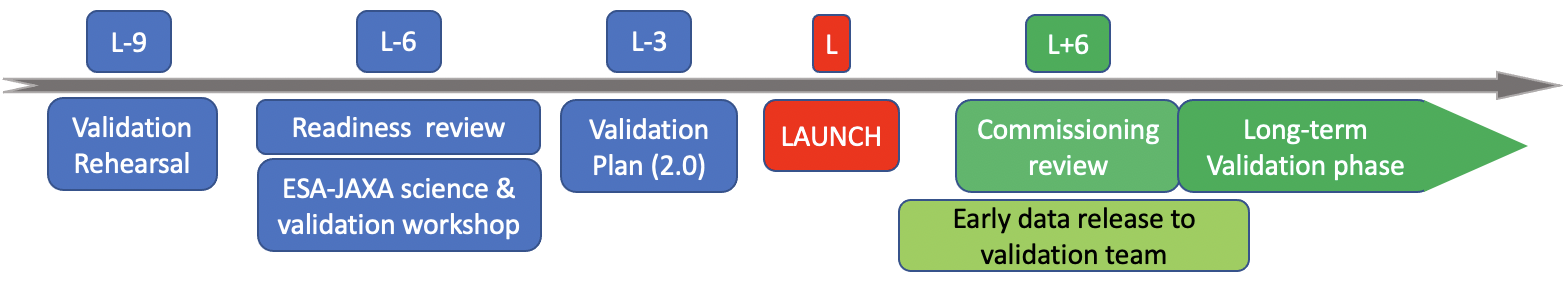 L-9
L-6
L-3
L
L+6
Validation
Rehearsal
Readiness review
ESA-JAXA science &
validation workshop
Validation
Plan (2.0)
LAUNCH
Commissioning
review
Long-term
Validation phase
Early data release to
validation team